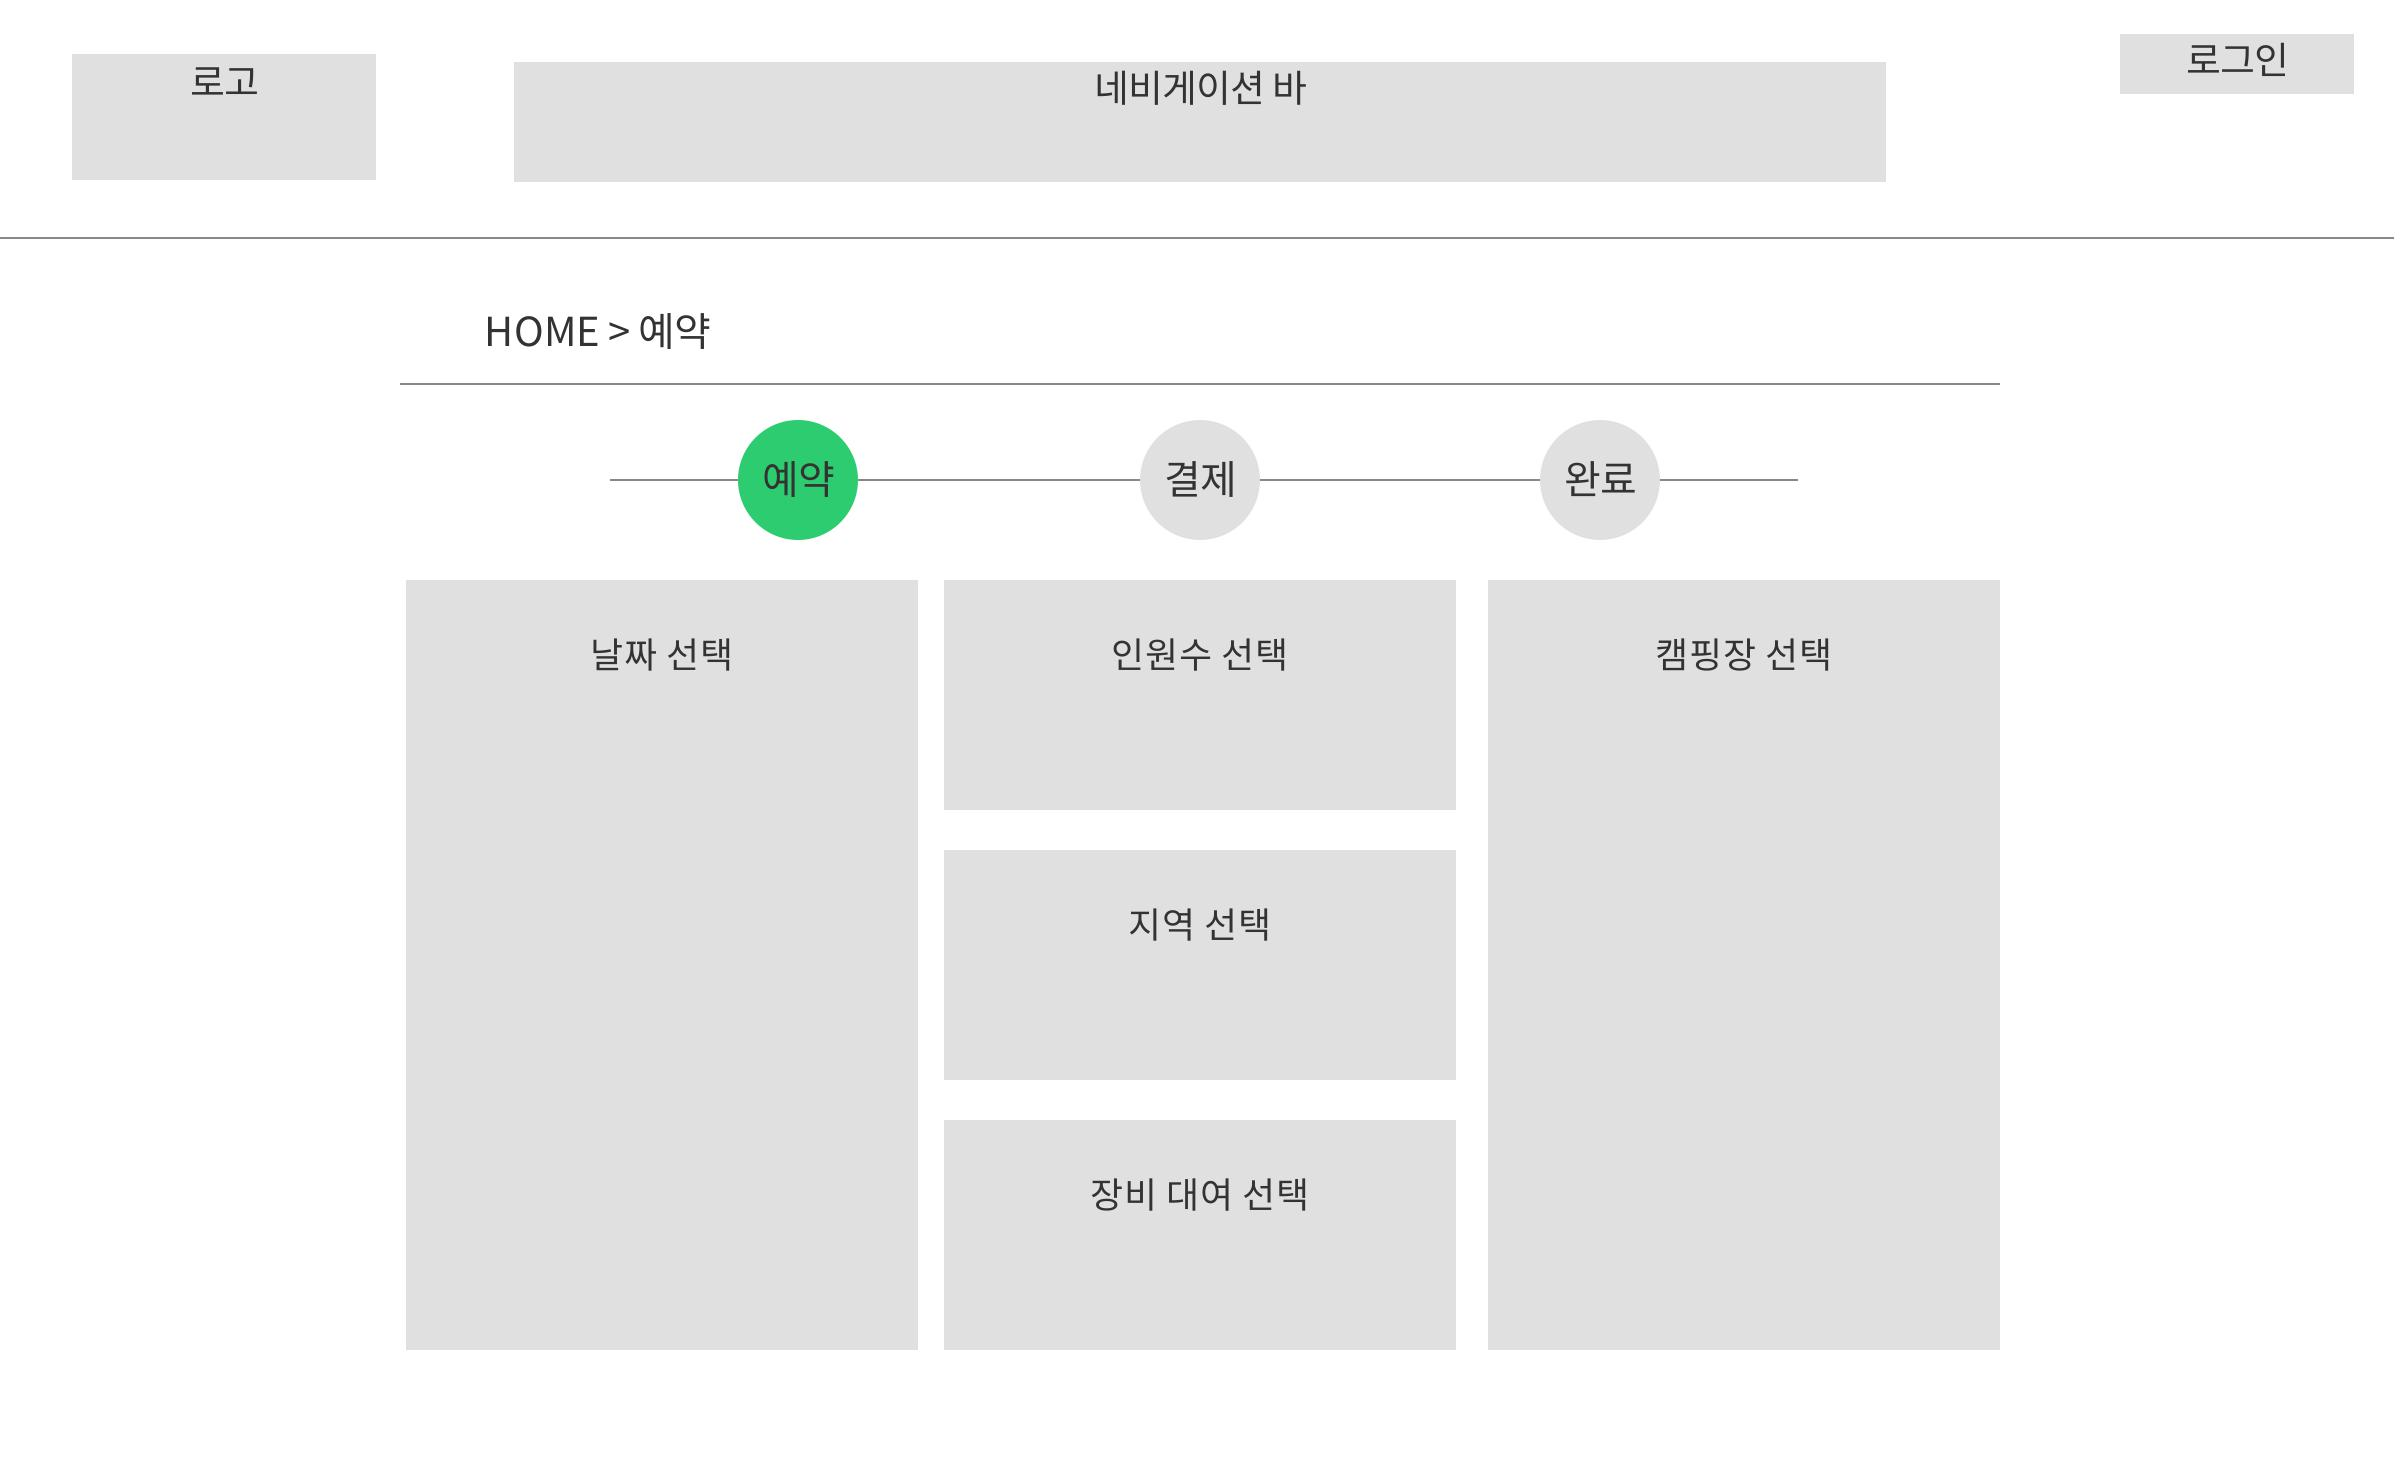 로고
네비게이션 바
로그인
HOME > 예약
예약
결제
완료
날짜 선택
인원수 선택
캠핑장 선택
지역 선택
장비 대여 선택